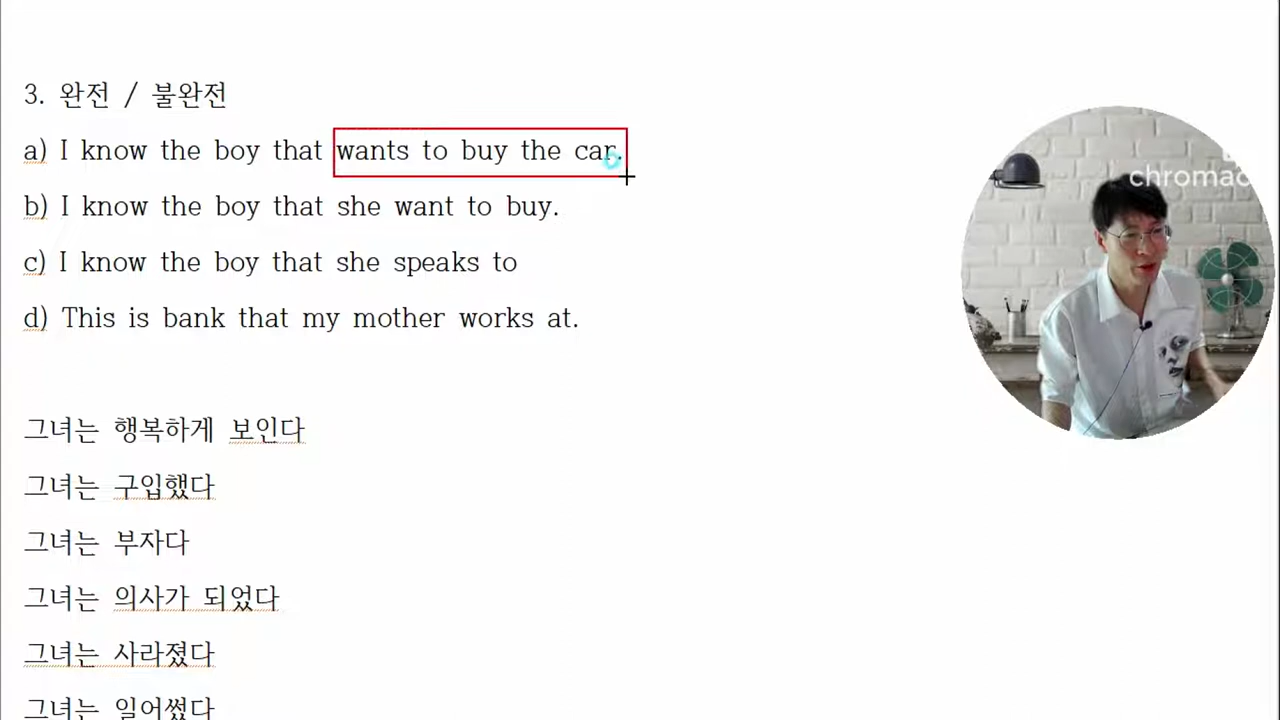 3. 완전 / 불완전
a) I know the boy that wants to buy the car.
b) I know the boy that she want to buy.
c) I know the boy that she speaks to
d) This is bank that my mother works at.
그녀는 행복하게 보인다
그녀는 구입했다
그녀는 부자다
그녀는 의사가 되었다
그녀는 사라졌다
그녀는 일어썼다